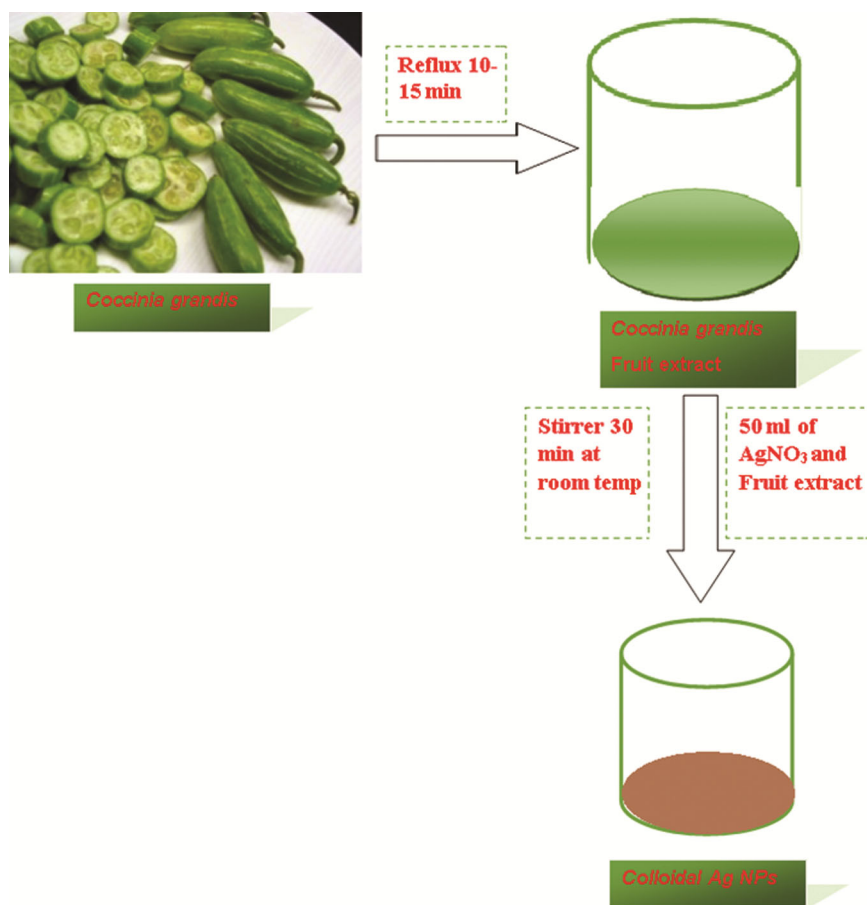 Reflux 10-
15 min
Coccinia grandis
Coccinia grandis
Fruit extract
Stirrer 30
min at
room temp
50 ml of
AgNO₃ and
Fruit extract
Colloidal Ag NPs